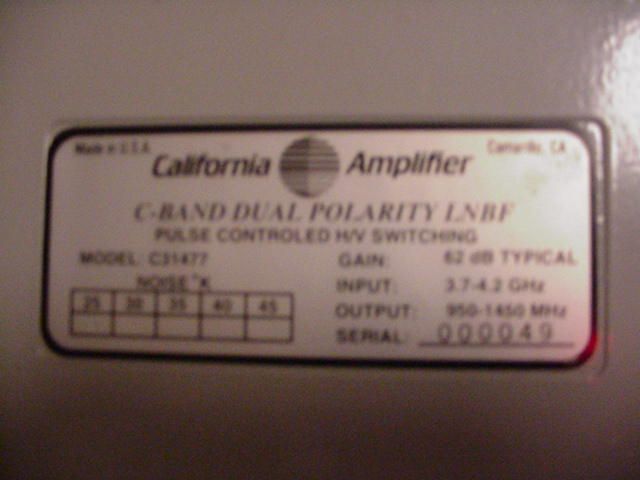 Made in U.S.A. Camarillo, CA
California Amplifier
C-BAND DUAL POLARITY LNBF
PULSE CONTROLED H/V SWITCHING
MODEL: C31477 GAIN: 62 dB TYPICAL
NOISE °K INPUT: 3.7-4.2 GHz
25 30 35 40 45 OUTPUT: 950-1450 MHz
SERIAL: 000049